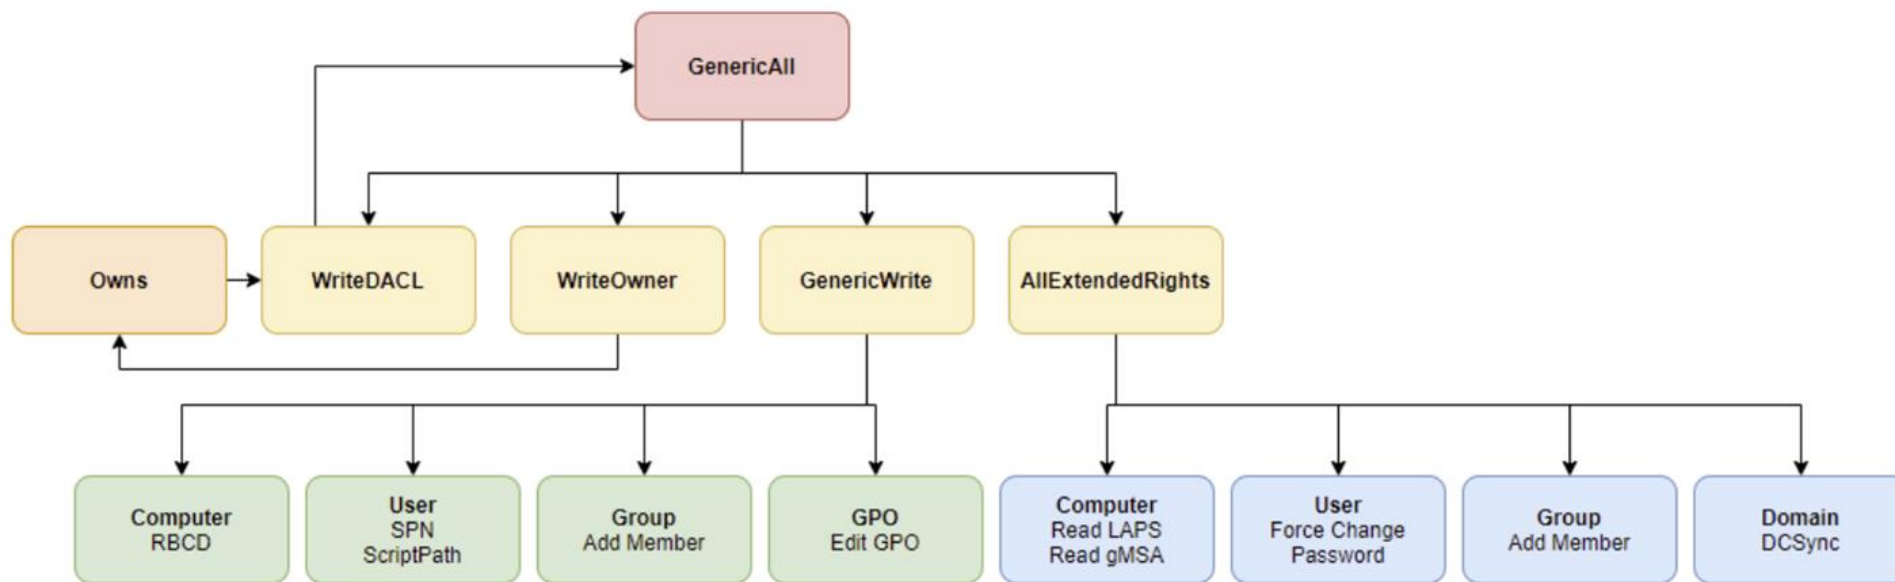 GenericAll
Owns
WriteDACL
WriteOwner
GenericWrite
AllExtendedRights
Computer
RBCD
User
SPN
ScriptPath
Group
Add Member
GPO
Edit GPO
Computer
Read LAPS
Read gMSA
User
Force Change
Password
Group
Add Member
Domain
DCSync